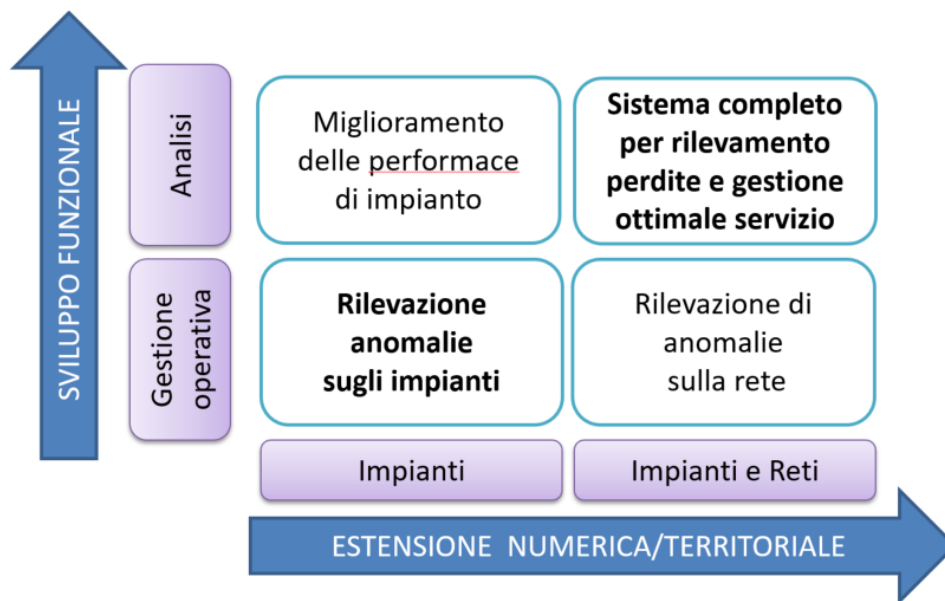 SVILUPPO FUNZIONALE
Analisi
Miglioramento
delle performace
di impianto
Sistema completo
per rilevamento
perdite e gestione
ottimale servizio
Gestione
operativa
Rilevazione
anomalie
sugli impianti
Rilevazione di
anomalie
sulla rete
Impianti
Impianti e Reti
ESTENSIONE NUMERICA/TERRITORIALE